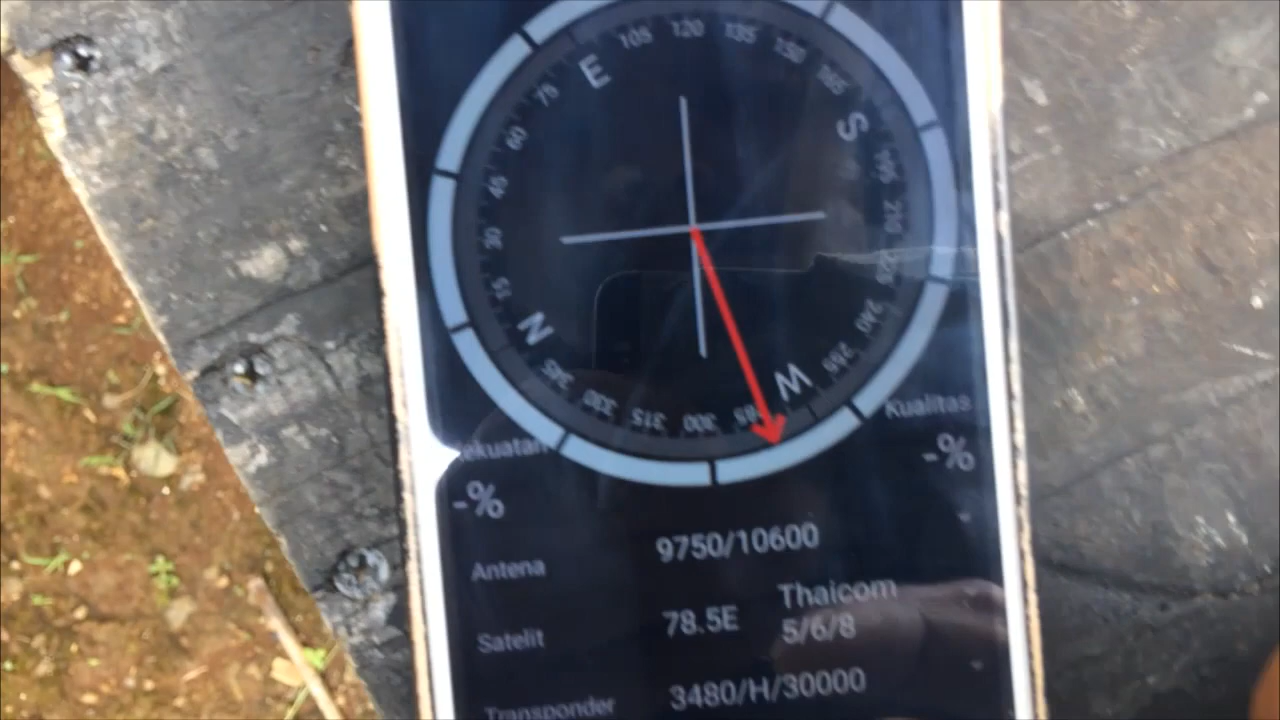 105 120 135 150 165
E 75 60 45 30 15 N
S 195 210 225 240 255 W
345 330 315 300 285
Kekuatan Kualitas
-% -%
Antena 9750/10600
Satelit 78.5E Thaicom
5/6/8
Transponder 3480/H/30000